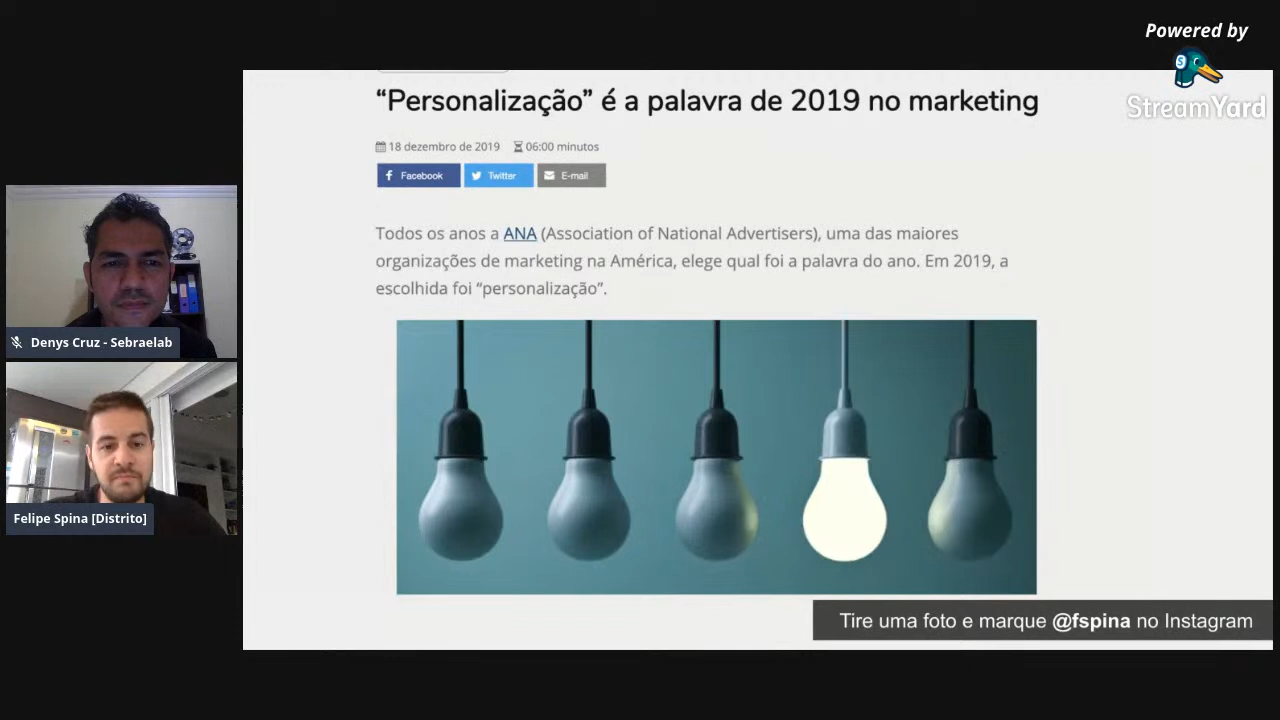 Powered by
StreamYard
“Personalização” é a palavra de 2019 no marketing
18 dezembro de 2019 06:00 minutos
Facebook Twitter E-mail
Todos os anos a ANA (Association of National Advertisers), uma das maiores
organizações de marketing na América, elege qual foi a palavra do ano. Em 2019, a
escolhida foi “personalização”.
Denys Cruz - Sebraelab
Felipe Spina [Distrito]
Tire uma foto e marque @fspina no Instagram